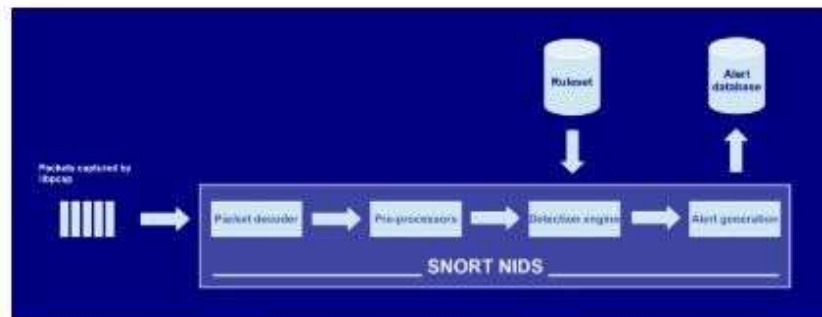 Ruleset
Alert
database
Packets captured by
libpcap
Packet decoder
Pre-processors
Detection engine
Alert generation
SNORT NIDS